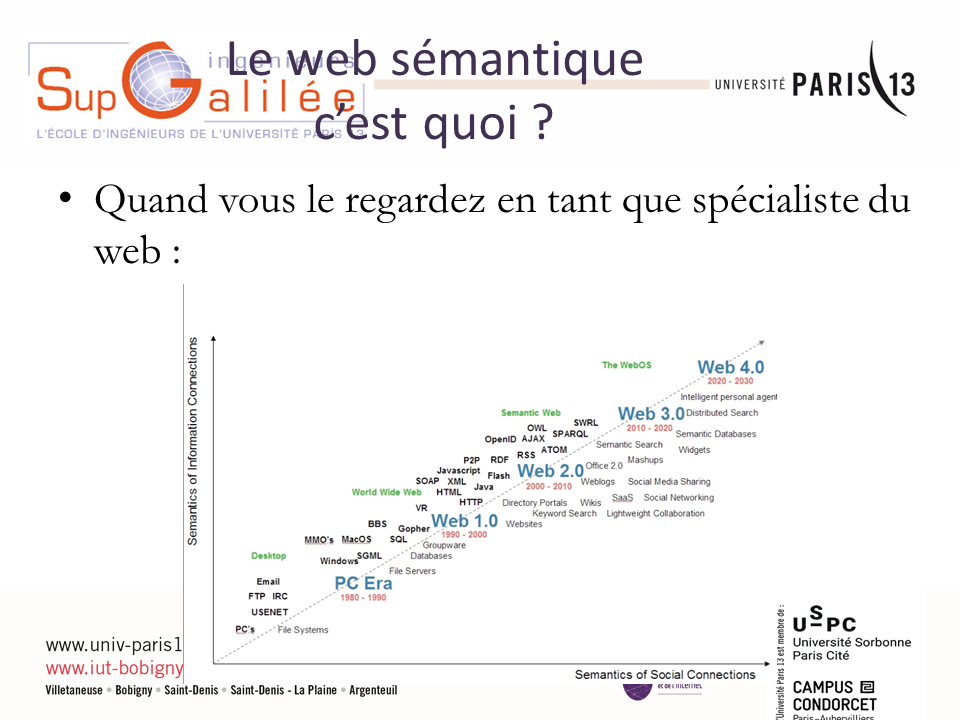 Le web sémantique
c'est quoi ?
ingénieurs
Sup Galilée
L'ÉCOLE D'INGÉNIEURS DE L'UNIVERSITÉ PARIS 13
UNIVERSITÉ PARIS 13
• Quand vous le regardez en tant que spécialiste du
web :
Semantics of Information Connections
The WebOS
Web 4.0
2020 - 2030
Intelligent personal agent
Semantic Web
Web 3.0
Distributed Search
2010 - 2020
SWRL
OWL
SPARQL
Semantic Databases
OpenID AJAX
Semantic Search
ATOM
Widgets
RSS
P2P RDF
Mashups
Office 2.0
Javascript
Flash
Web 2.0
SOAP XML
Weblogs Social Media Sharing
Java
2000 - 2010
World Wide Web
HTML
SaaS Social Networking
HTTP
Directory Portals Wikis
VR
Keyword Search Lightweight Collaboration
Web 1.0
Websites
BBS
Gopher
1990 - 2000
MMO's MacOS SQL
Groupware
Desktop
SGML
Databases
Windows
File Servers
Email
PC Era
FTP IRC
1980 - 1990
USENET
PC's File Systems
Semantics of Social Connections
www.univ-paris1
www.iut-bobigny
Villetaneuse • Bobigny • Saint-Denis • Saint-Denis - La Plaine • Argenteuil
et de l'internet
l'Université Paris 13 est membre de :
USPC
Université Sorbonne
Paris Cité
CAMPUS
CONDORCET
Paris-Aubervilliers